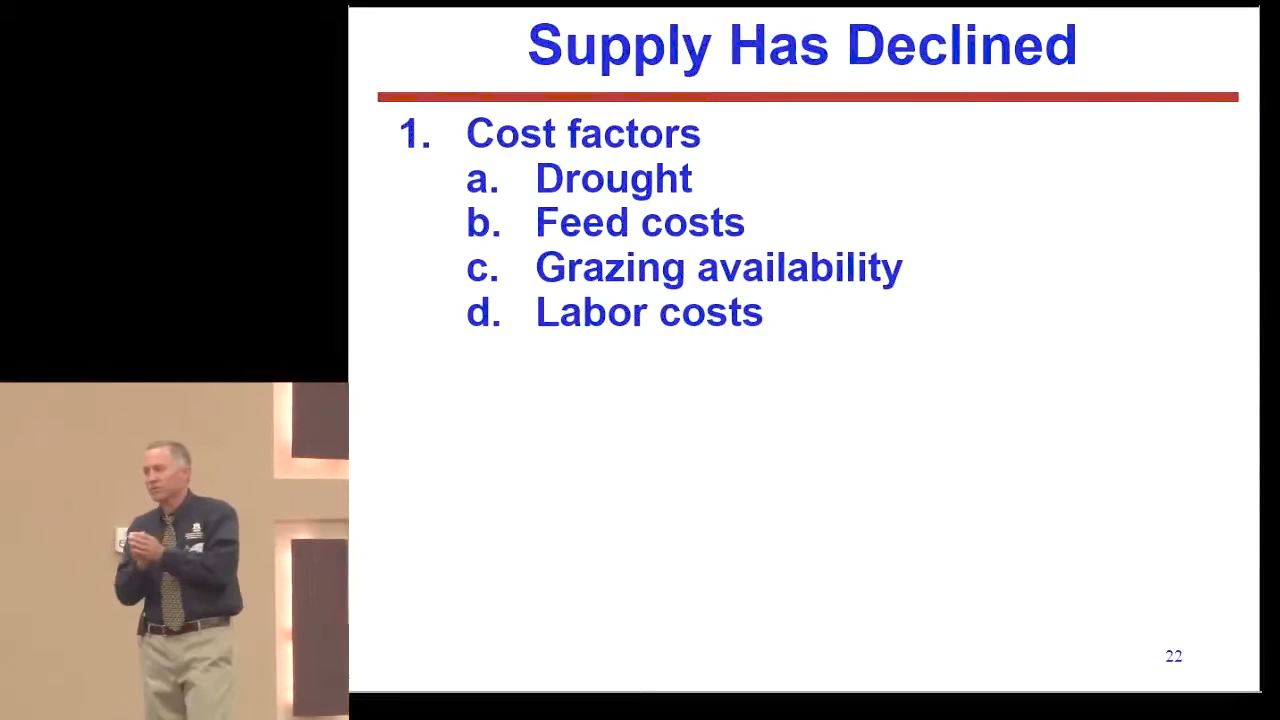 Supply Has Declined
1. Cost factors
a. Drought
b. Feed costs
c. Grazing availability
d. Labor costs
22